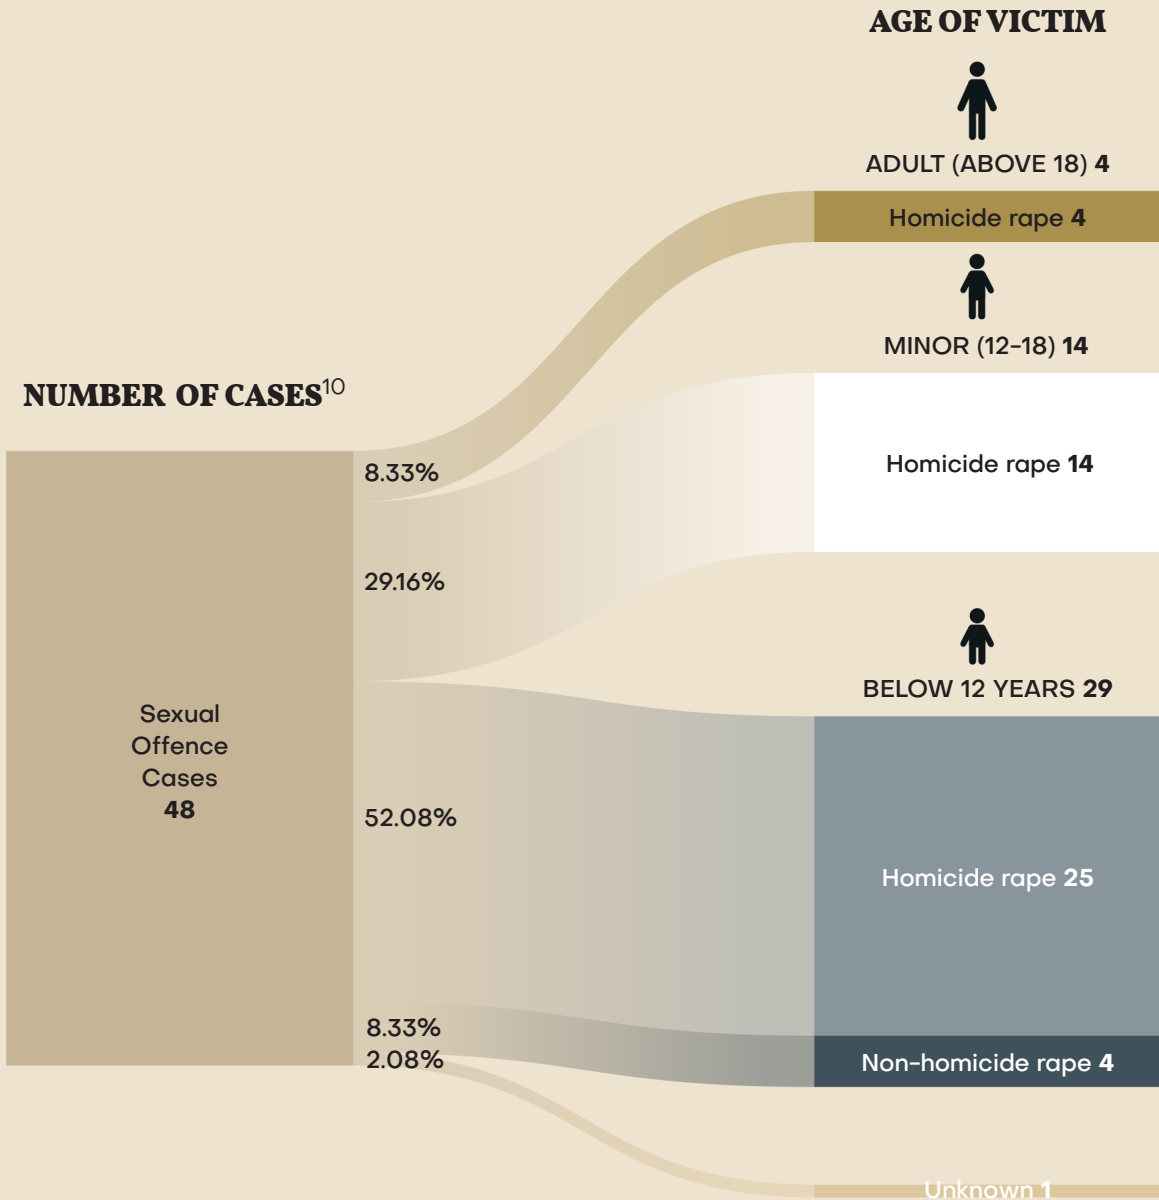 AGE OF VICTIM
ADULT (ABOVE 18) 4
Homicide rape 4
MINOR (12–18) 14
NUMBER OF CASES10
8.33%
Homicide rape 14
29.16%
BELOW 12 YEARS 29
Sexual
Offence
Cases
48
52.08%
Homicide rape 25
8.33%
2.08%
Non-homicide rape 4
Unknown 1